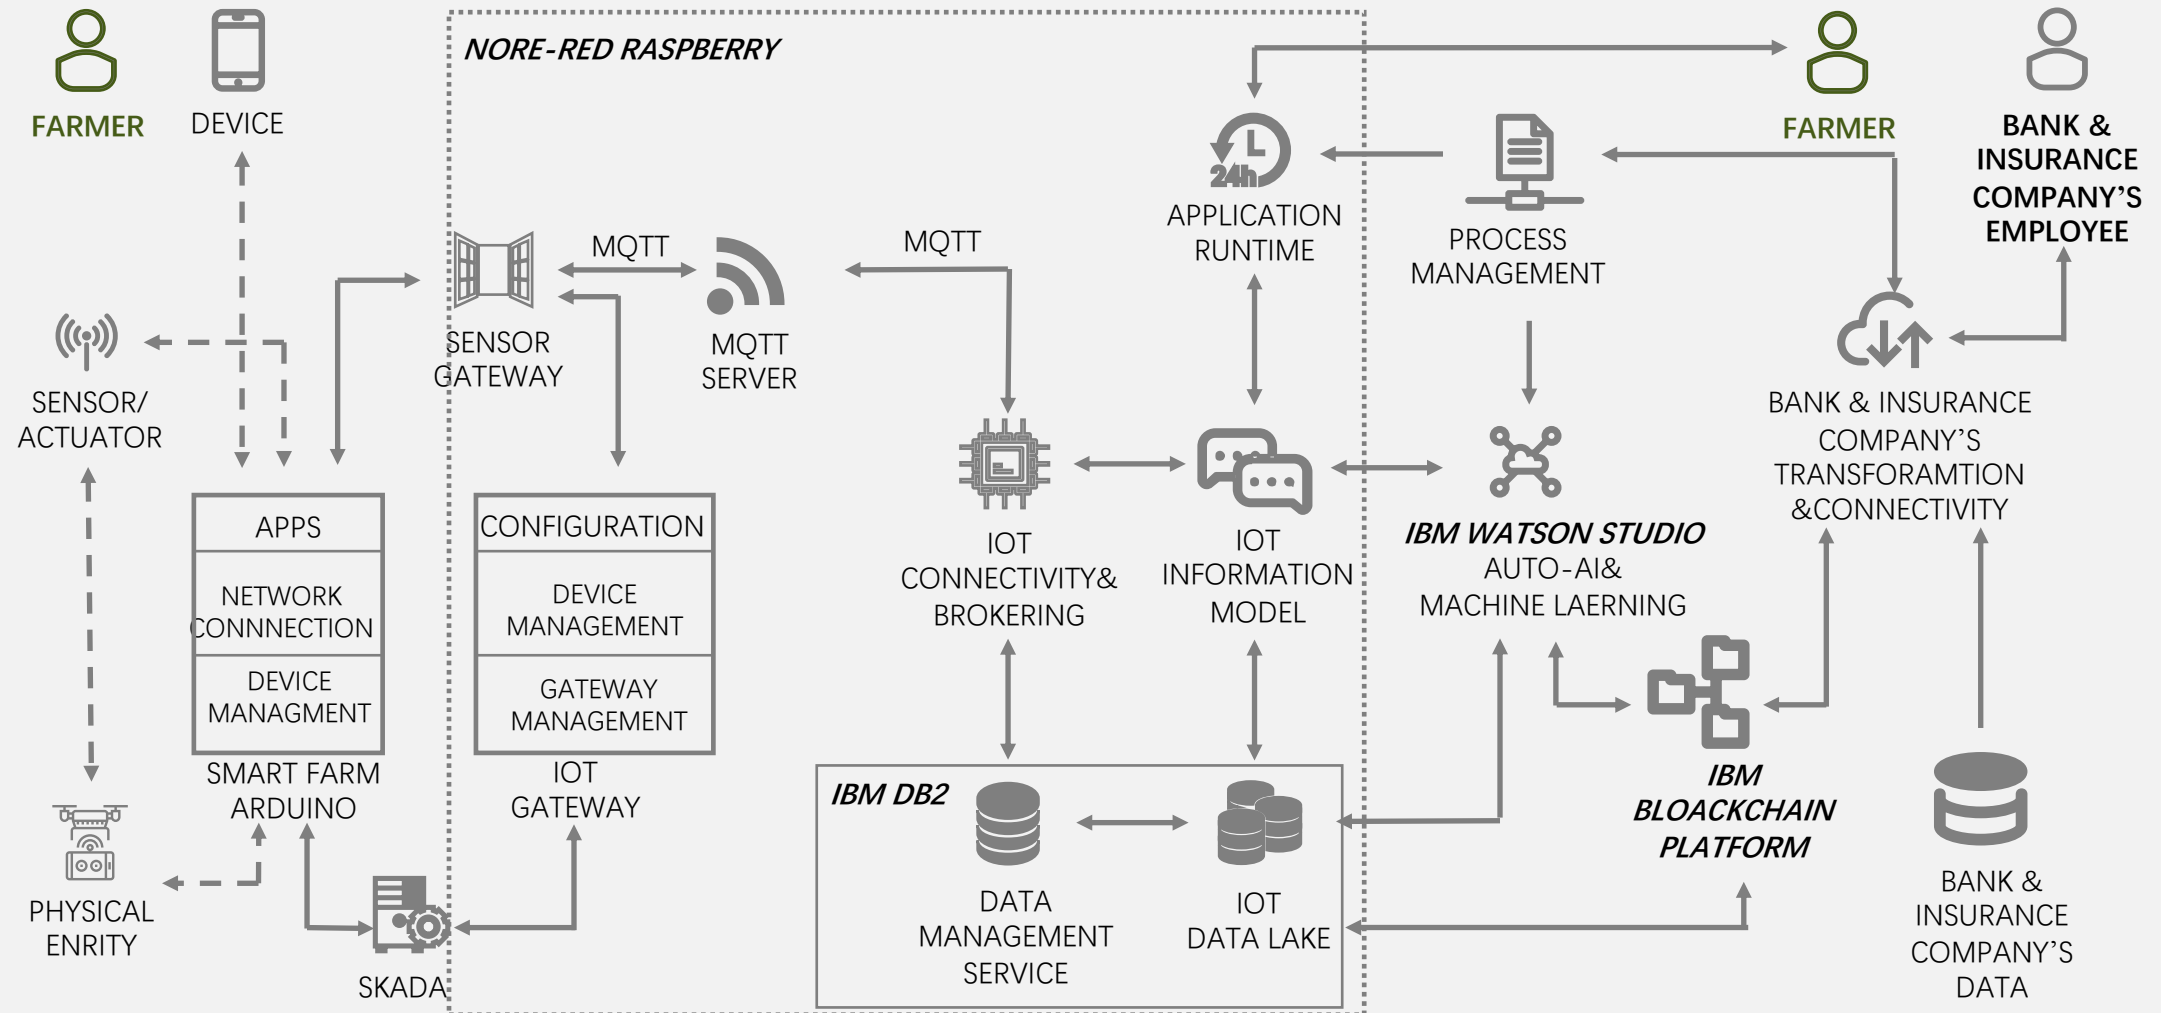 NORE-RED RASPBERRY
FARMER
DEVICE
FARMER
BANK &
INSURANCE
COMPANY'S
EMPLOYEE
24h
APPLICATION
RUNTIME
PROCESS
MANAGEMENT
MQTT
MQTT
SENSOR
GATEWAY
MQTT
SERVER
SENSOR/
ACTUATOR
BANK & INSURANCE
COMPANY'S
TRANSFORAMTION
&CONNECTIVITY
APPS
NETWORK
CONNNECTION
DEVICE
MANAGMENT
SMART FARM
ARDUINO
CONFIGURATION
DEVICE
MANAGEMENT
GATEWAY
MANAGEMENT
IOT
GATEWAY
IOT
CONNECTIVITY&
BROKERING
IOT
INFORMATION
MODEL
IBM WATSON STUDIO
AUTO-AI&
MACHINE LAERNING
IBM
BLOACKCHAIN
PLATFORM
IBM DB2
DATA
MANAGEMENT
SERVICE
IOT
DATA LAKE
PHYSICAL
ENRITY
SKADA
BANK &
INSURANCE
COMPANY'S
DATA